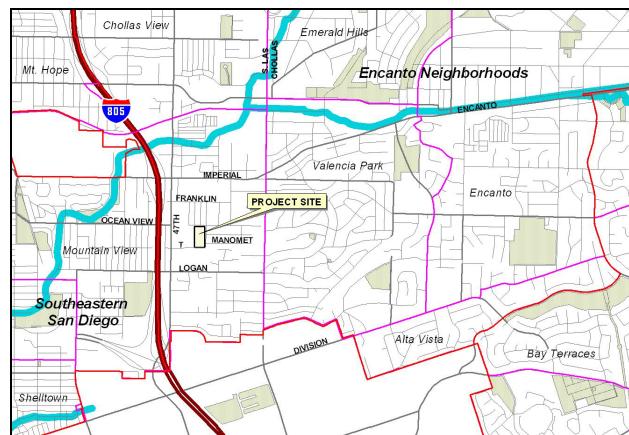 Chollas View
Emerald Hills
S. LAS
CHOLLAS
Mt. Hope
Encanto Neighborhoods
805
ENCANTO
IMPERIAL
Valencia Park
FRANKLIN
Encanto
PROJECT SITE
47TH
OCEAN VIEW
T
MANOMET
Mountain View
LOGAN
Southeastern
San Diego
DIVISION
Alta Vista
Bay Terraces
Shelltown